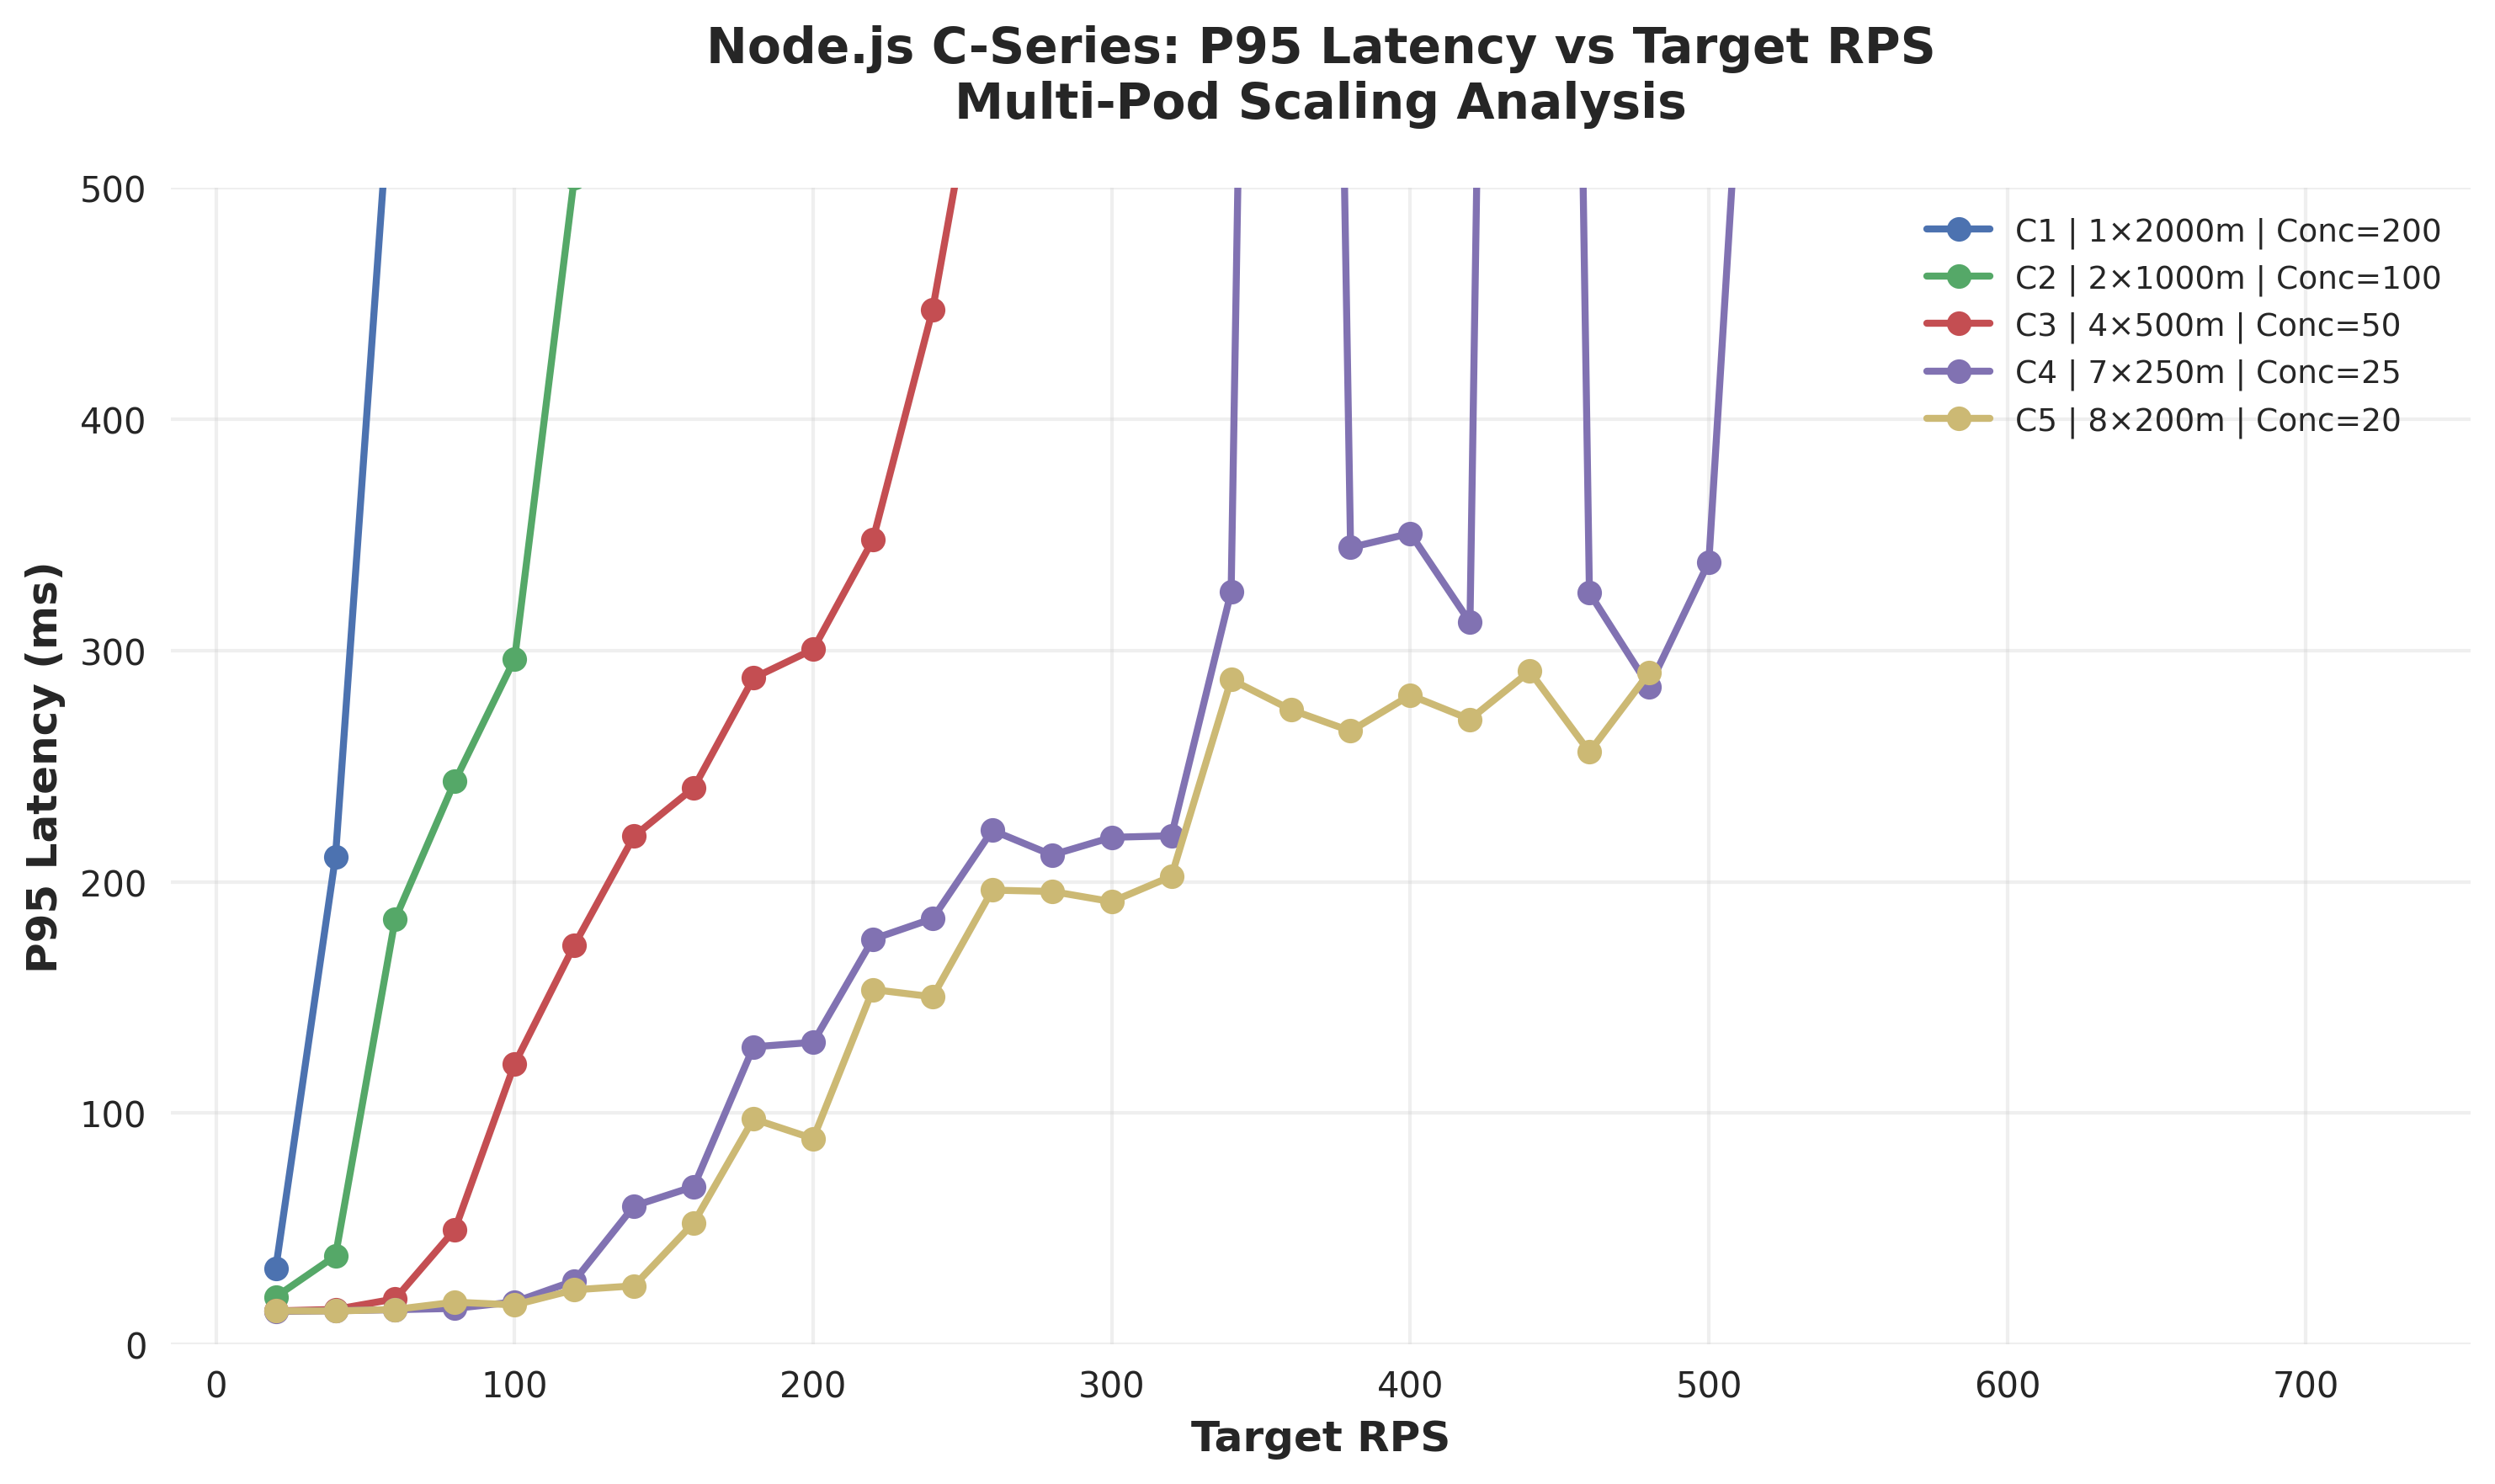 Node.js C-Series: P95 Latency vs Target RPS
Multi-Pod Scaling Analysis
500
400
300
200
100
0
P95 Latency (ms)
C1 | 1×2000m | Conc=200
C2 | 2×1000m | Conc=100
C3 | 4×500m | Conc=50
C4 | 7×250m | Conc=25
C5 | 8×200m | Conc=20
0 100 200 300 400 500 600 700
Target RPS